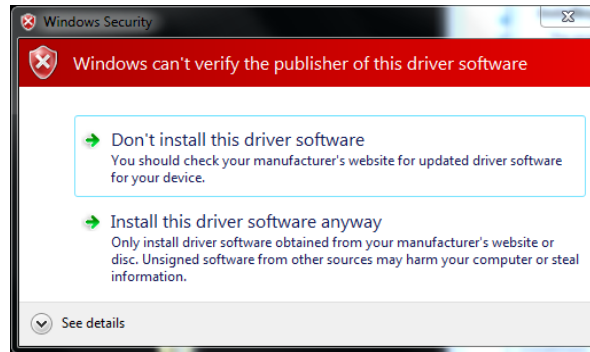 Windows Security
Windows can't verify the publisher of this driver software
Don't install this driver software
You should check your manufacturer's website for updated driver software
for your device.
Install this driver software anyway
Only install driver software obtained from your manufacturer's website or
disc. Unsigned software from other sources may harm your computer or steal
information.
See details